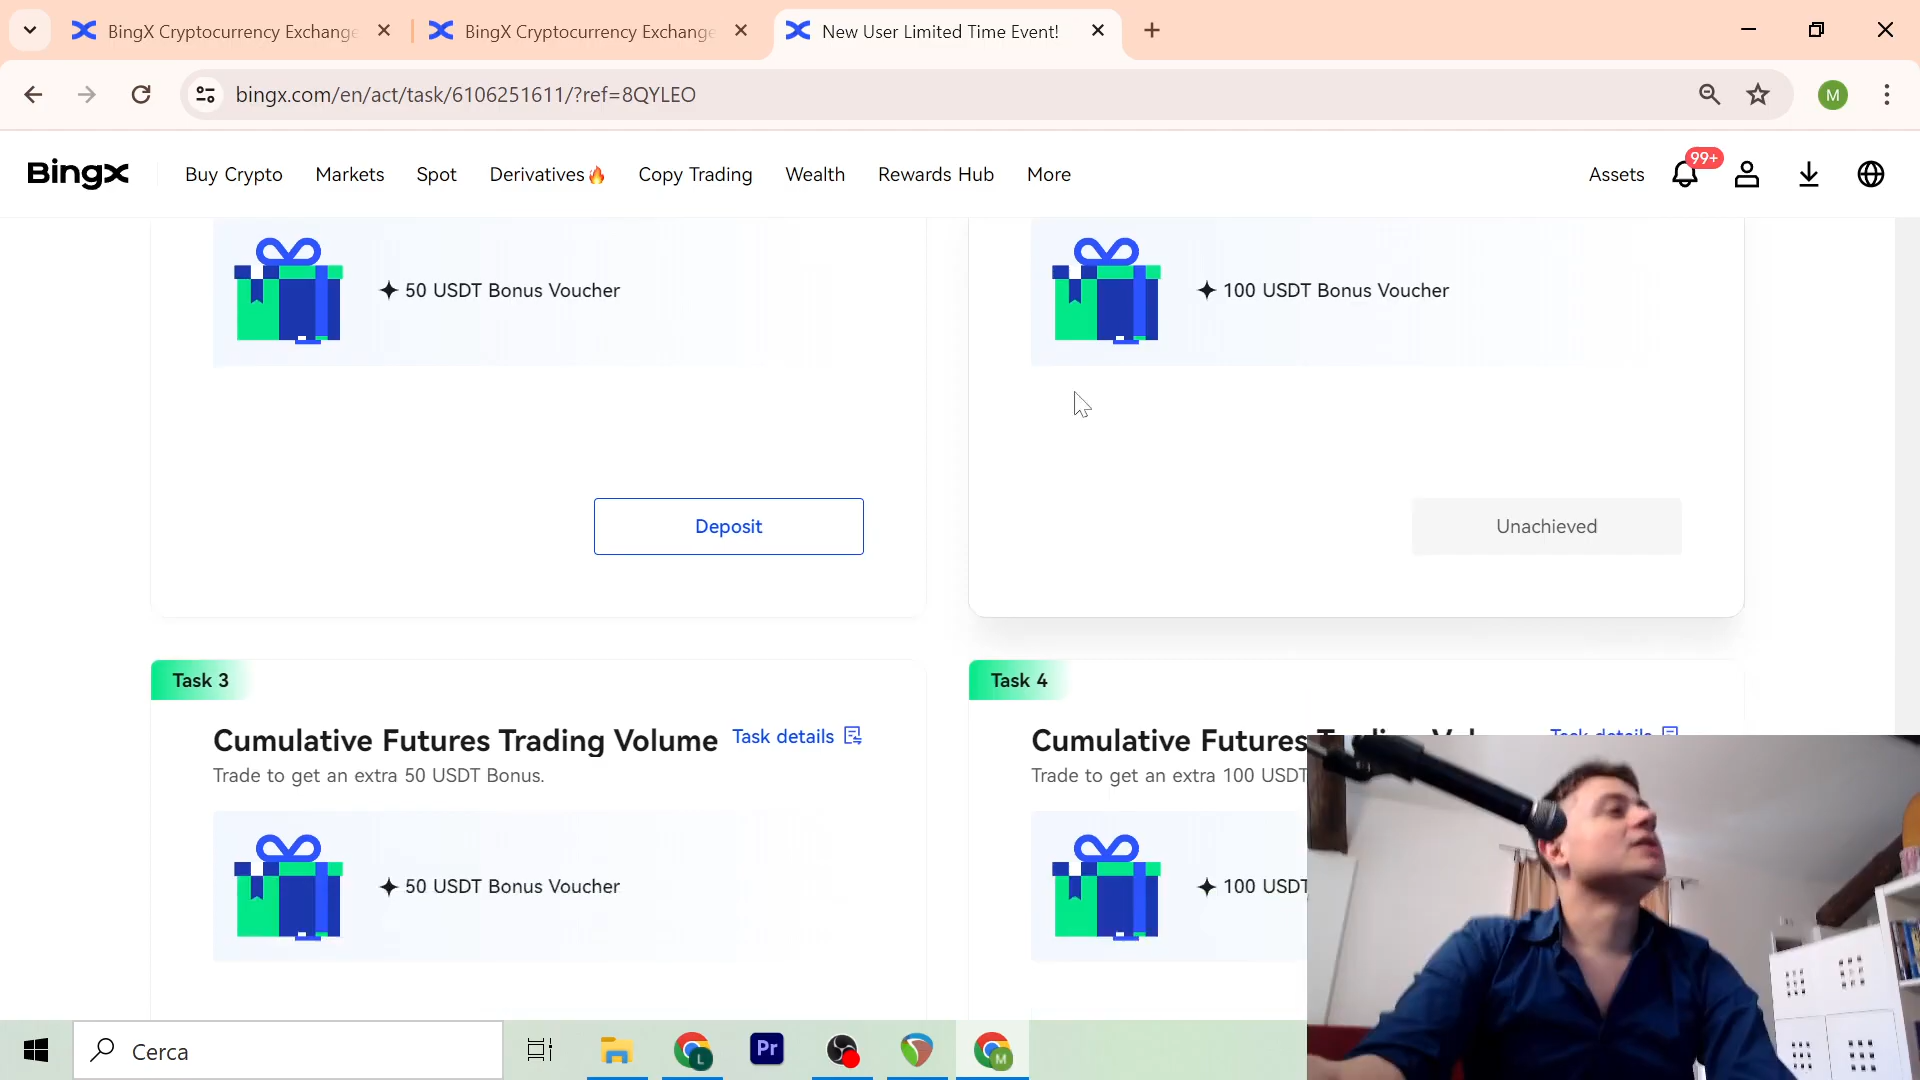 BingX Cryptocurrency Exchange
BingX Cryptocurrency Exchange
New User Limited Time Event!
bingx.com/en/act/task/6106251611/?ref=8QYLEO
M
BingX
Buy Crypto
Markets
Spot
Derivatives
Copy Trading
Wealth
Rewards Hub
More
Assets
99+
50 USDT Bonus Voucher
100 USDT Bonus Voucher
Deposit
Unachieved
Task 3
Task 4
Cumulative Futures Trading Volume
Task details
Cumulative Futures Trading Vol
Task details
Trade to get an extra 50 USDT Bonus.
Trade to get an extra 100 USDT
50 USDT Bonus Voucher
100 USDT
Cerca
L
Pr
M